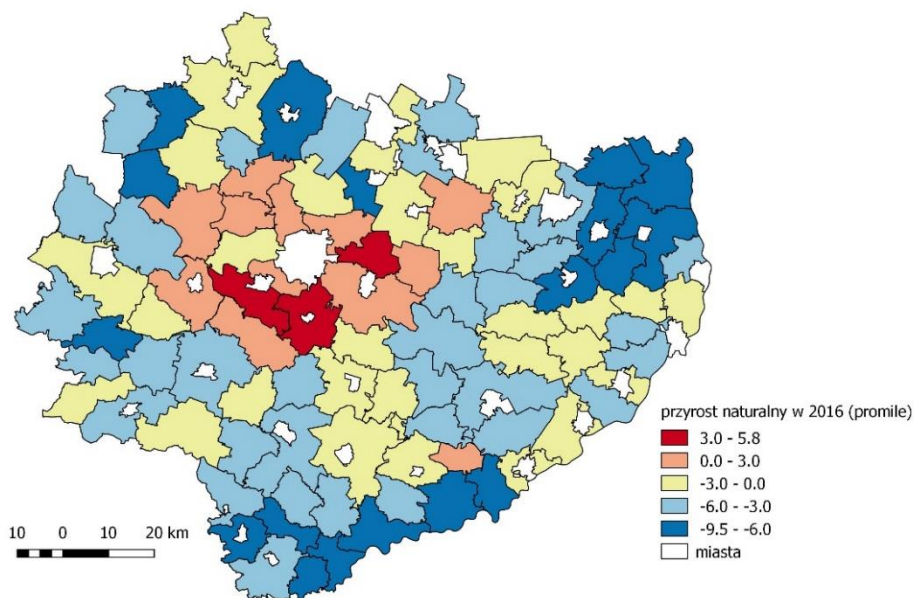 przyrost naturalny w 2016 (promile)
3.0 - 5.8
0.0 - 3.0
-3.0 - 0.0
-6.0 - -3.0
-9.5 - -6.0
miasta
10 0 10 20 km